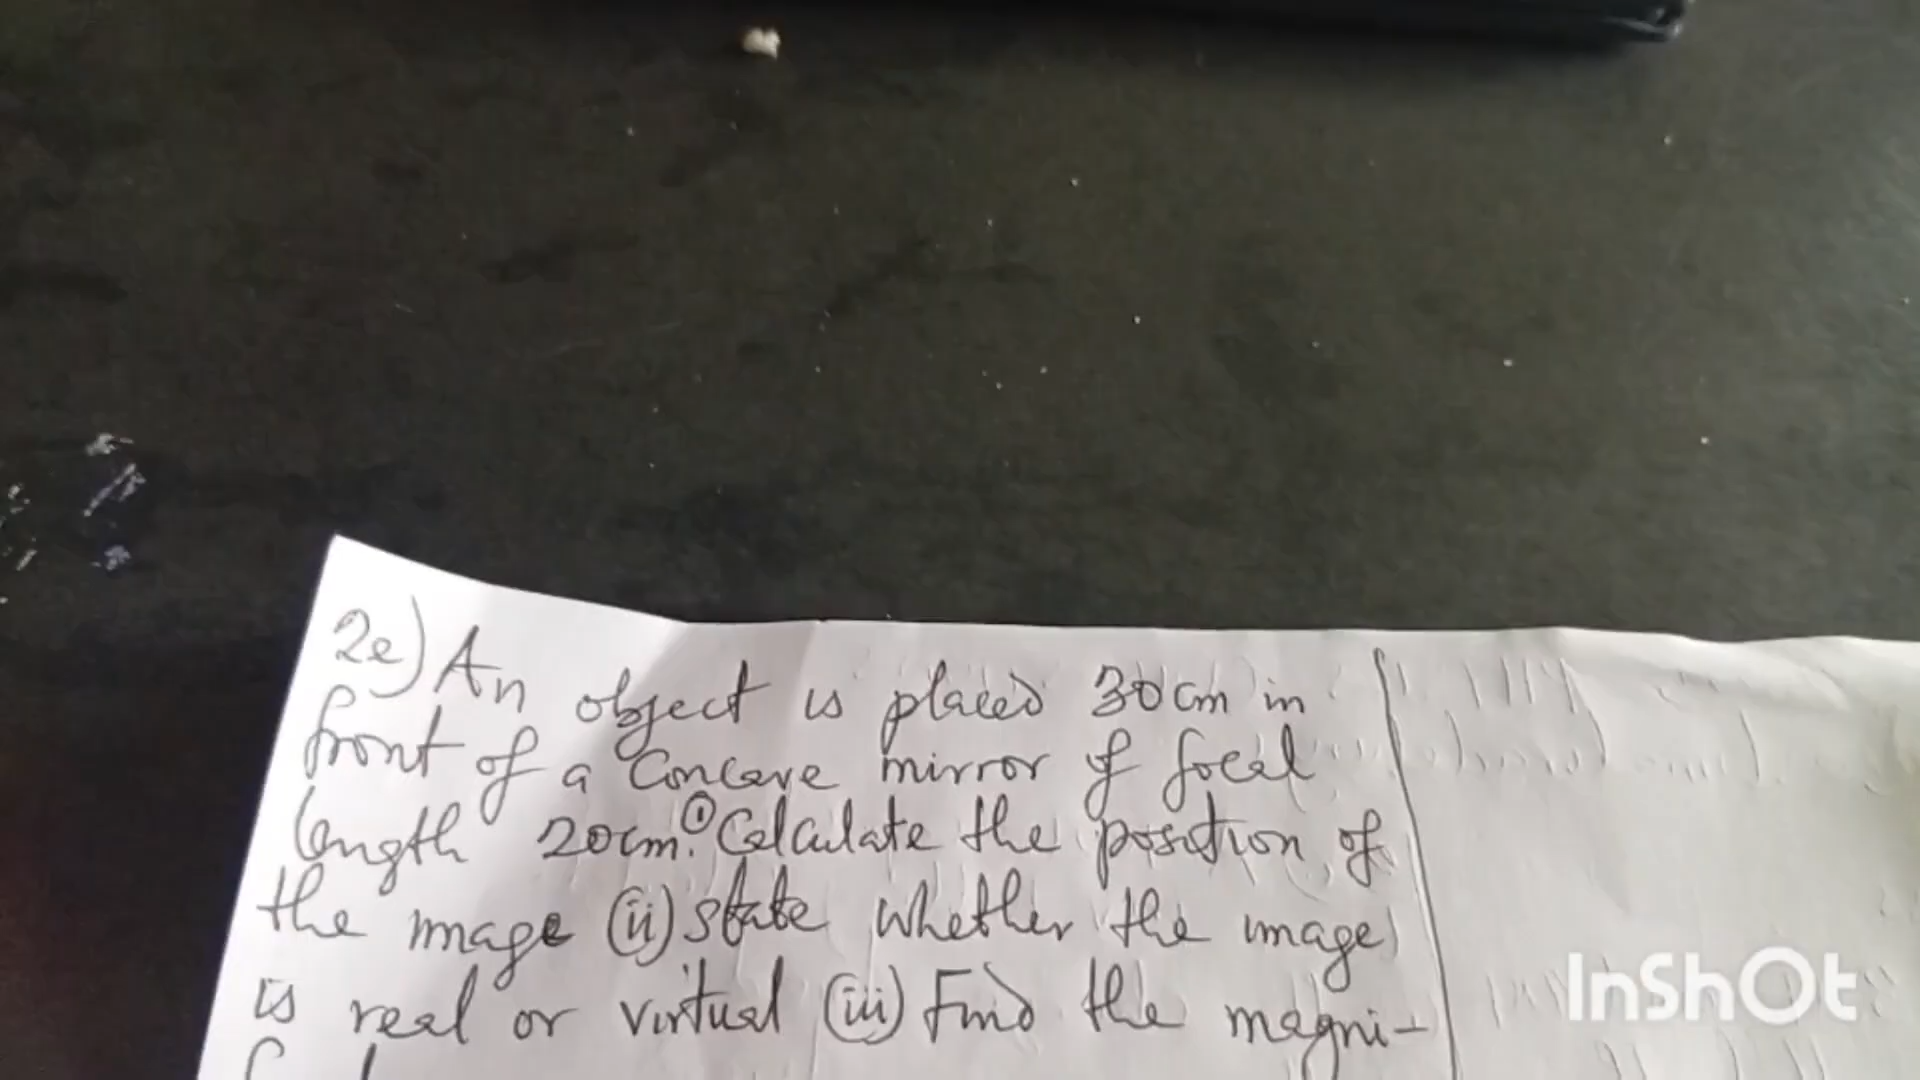 2e) An object is placed 30cm in
front of a Concave mirror of focal
length 20cm. (i) Calculate the position of
the image (ii) state whether the image
is real or virtual (iii) Find the magni-
InShOt